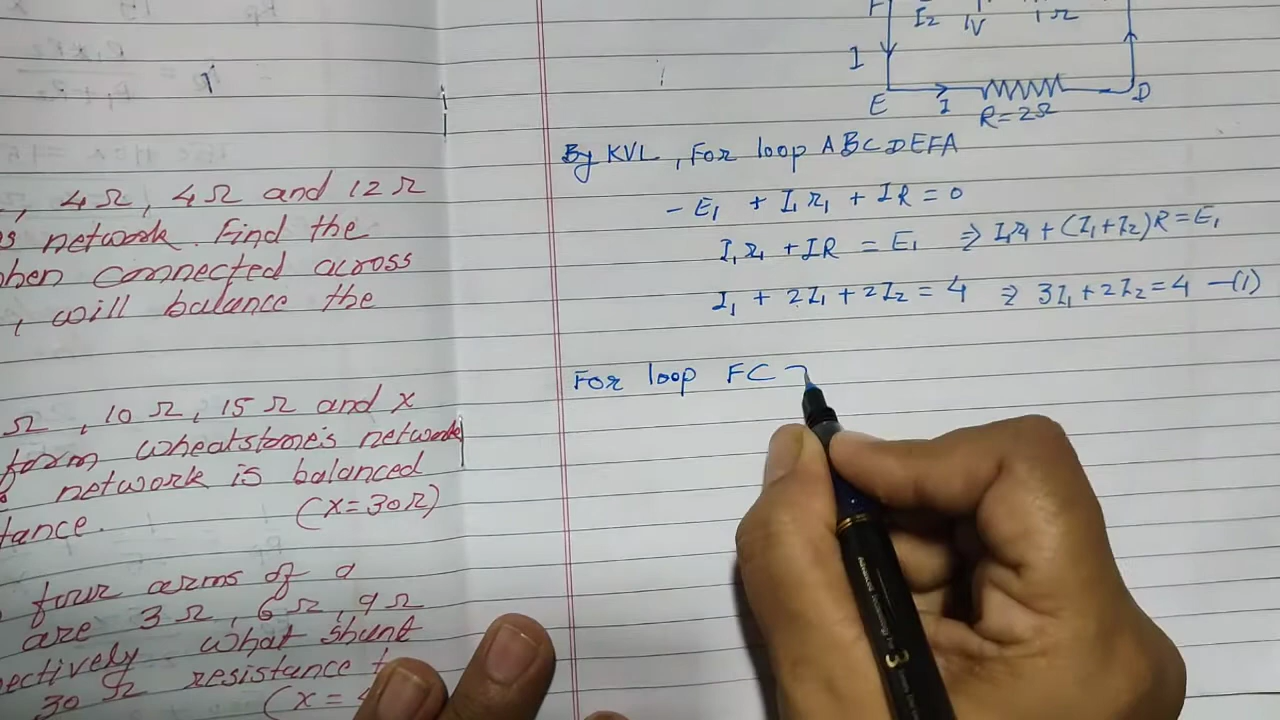 , 4Ω, 4Ω and 12Ω
s network. Find the
hen connected across
will balance the
Ω, 10Ω, 15Ω and x
form wheatstone's network
network is balanced
tance. (x=30Ω)
four arms of a
are 3Ω, 6Ω, 9Ω
ectively. What shunt
30Ω resistance
(x=
I₂ 1V 1Ω
I
E I R=2Ω D
By KVL, For loop ABCDEFA
- E₁ + I₁r₁ + IR = 0
I₁r₁ + IR = E₁ ⇒ I₁r₁ + (I₁+I₂)R = E₁
I₁ + 2I₁ + 2I₂ = 4 ⇒ 3I₁ + 2I₂ = 4 —(1)
For loop FC